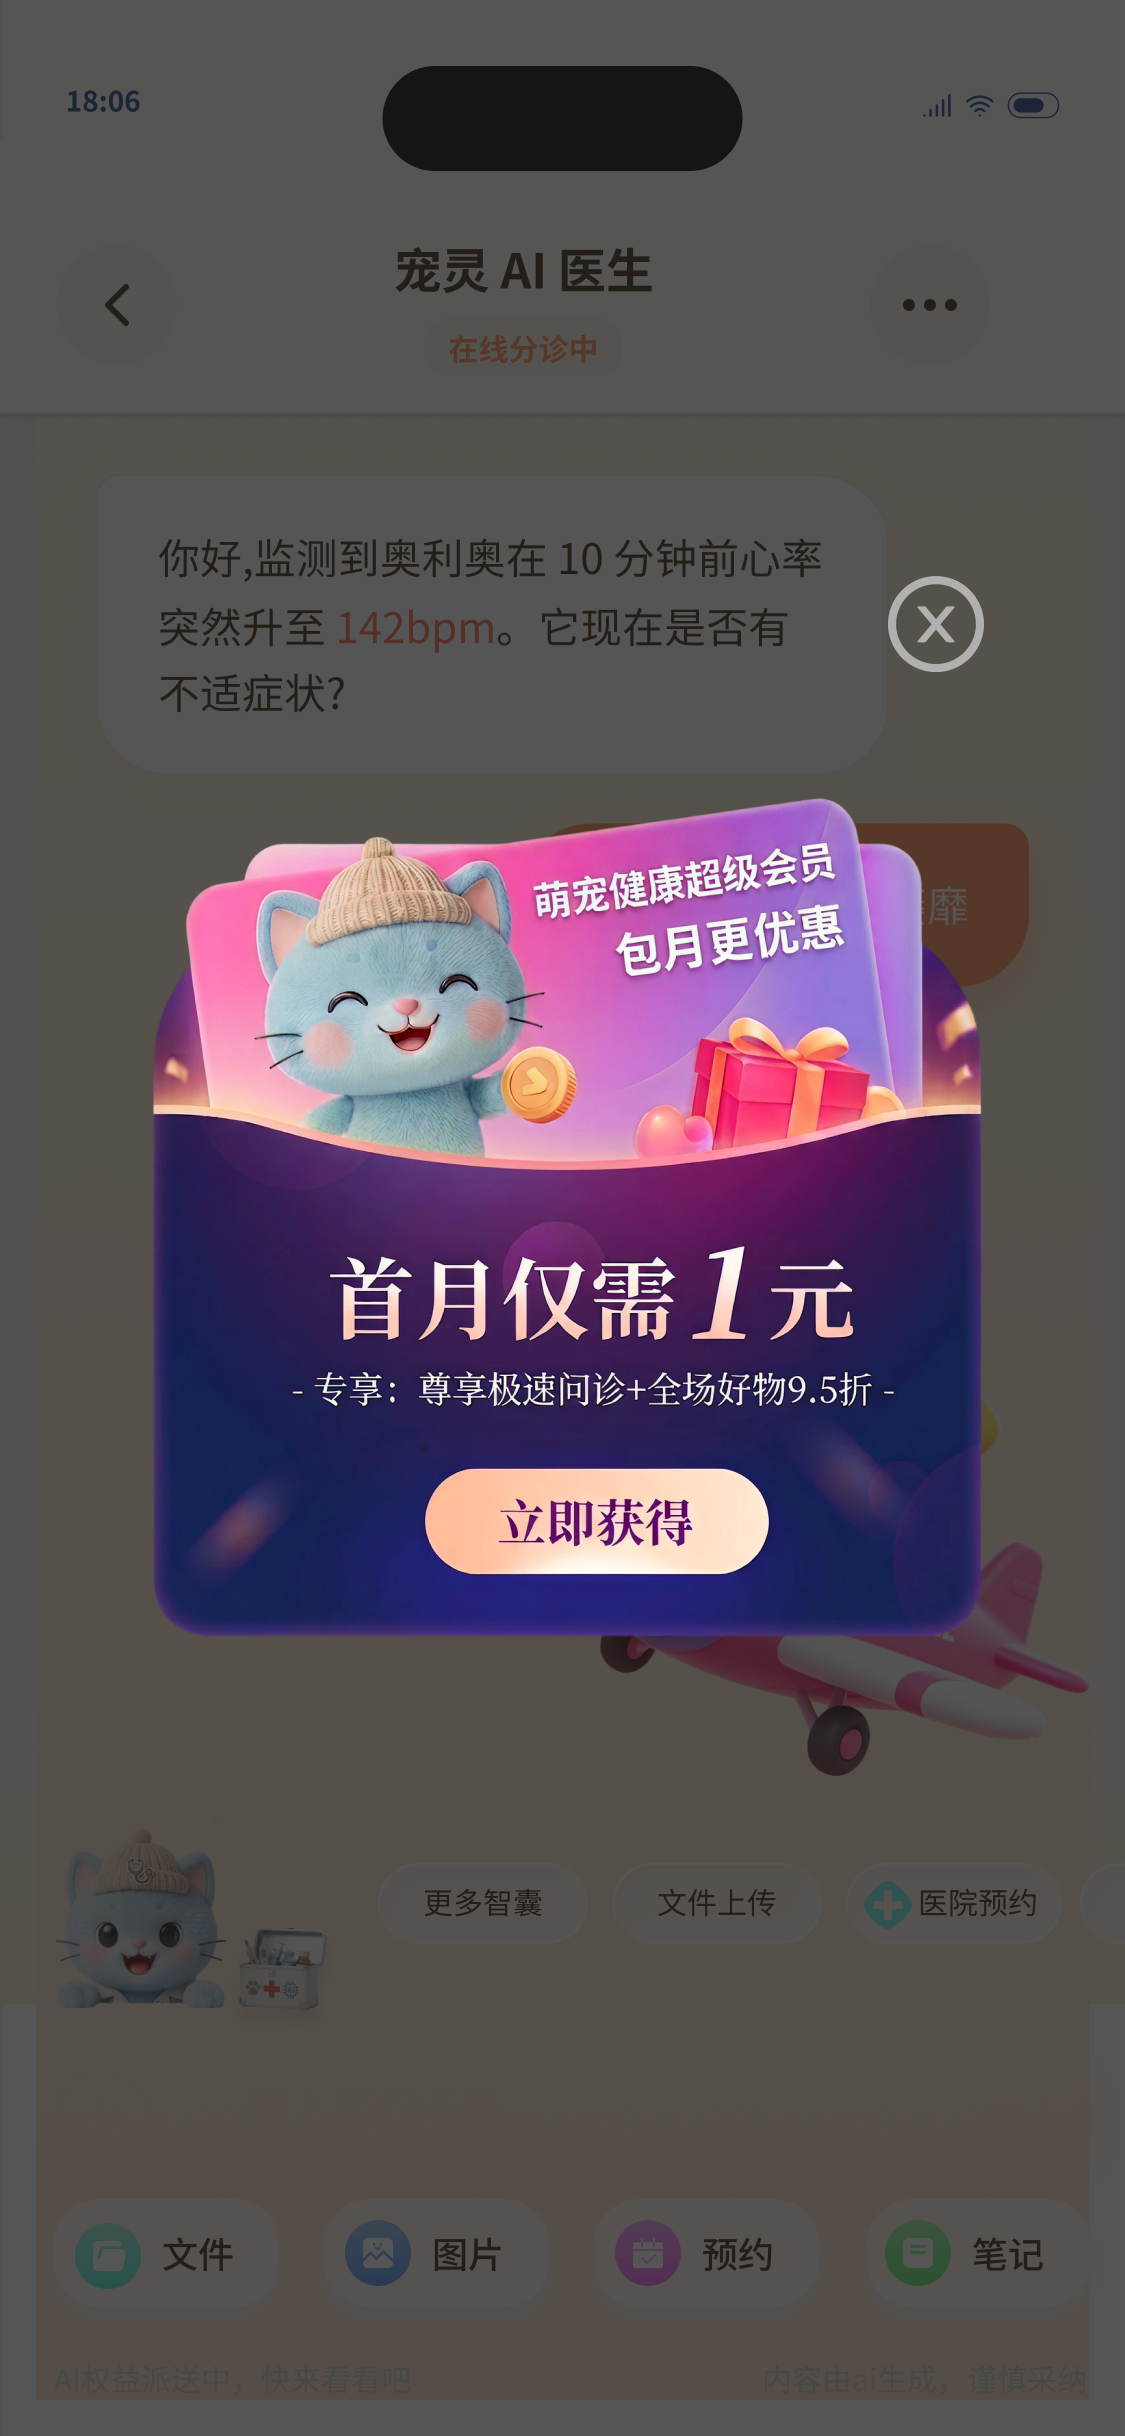 18:06
宠灵 AI 医生
在线分诊中
你好,监测到奥利奥在 10 分钟前心率
突然升至 142bpm。它现在是否有
不适症状?
靡
萌宠健康超级会员
包月更优惠
首月仅需1元
- 专享：尊享极速问诊+全场好物9.5折 -
立即获得
更多智囊
文件上传
医院预约
文件
图片
预约
笔记
AI权益派送中，快来看看吧
内容由ai生成，谨慎采纳